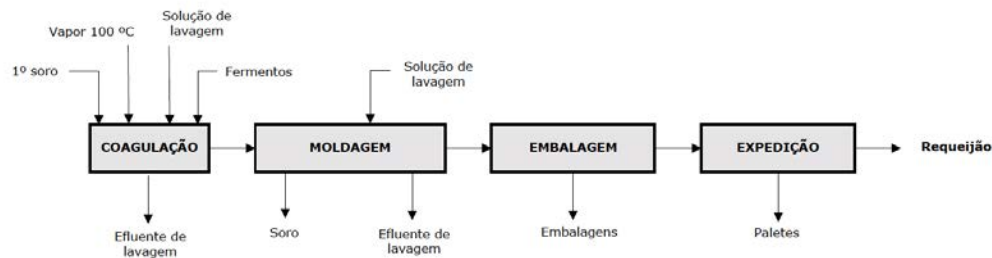 Solução de
lavagem
Vapor 100 ºC
1º soro
Fermentos
Solução de
lavagem
COAGULAÇÃO
MOLDAGEM
EMBALAGEM
EXPEDIÇÃO
Requeijão
Efluente de
lavagem
Soro
Efluente de
lavagem
Embalagens
Paletes